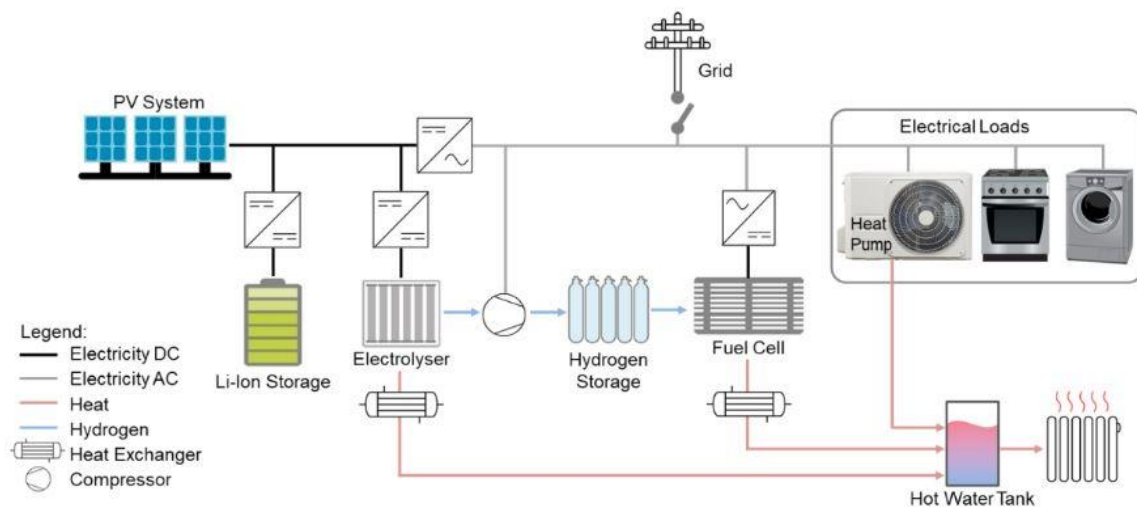 Grid
PV System
Electrical Loads
Heat
Pump
Legend:
Electricity DC
Electricity AC
Heat
Hydrogen
Heat Exchanger
Compressor
Li-Ion Storage
Electrolyser
Hydrogen
Storage
Fuel Cell
Hot Water Tank